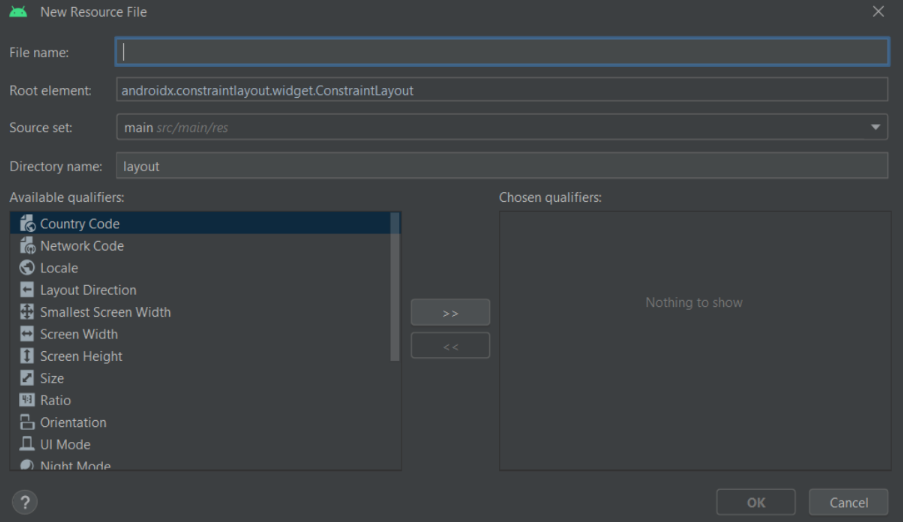 New Resource File
File name:
Root element: androidx.constraintlayout.widget.ConstraintLayout
Source set: main src/main/res
Directory name: layout
Available qualifiers:
Chosen qualifiers:
Country Code
Network Code
Locale
Layout Direction
Smallest Screen Width
Screen Width
Screen Height
Size
Ratio
Orientation
UI Mode
Night Mode
>>
<<
Nothing to show
?
OK
Cancel